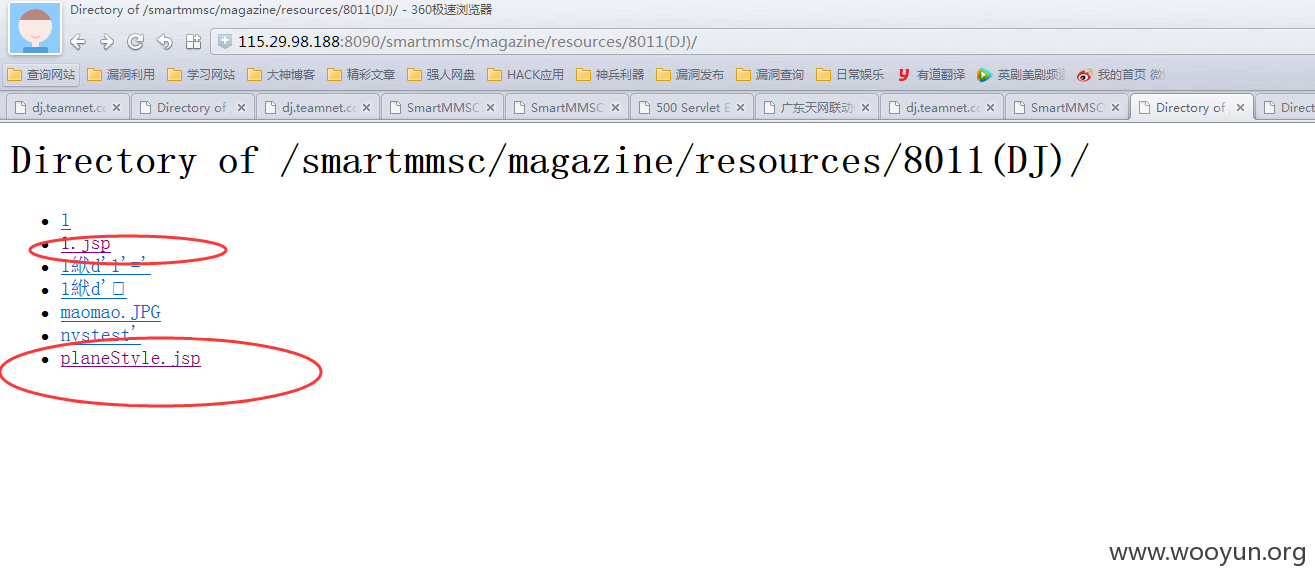 Directory of /smartmmsc/magazine/resources/8011(DJ)/ - 360极速浏览器
115.29.98.188:8090/smartmmsc/magazine/resources/8011(DJ)/
查询网站 漏洞利用 学习网站 大神博客 精彩文章 强人网盘 HACK应用 神兵利器 漏洞发布 漏洞查询 日常娱乐 有道翻译 英剧美剧频道 我的首页 微
dj.teamnet.cc Directory of dj.teamnet.cc SmartMMSC SmartMMSC 500 Servlet E 广东天网联动 dj.teamnet.cc SmartMMSC Directory of Direct
Directory of /smartmmsc/magazine/resources/8011(DJ)/
1
1.jsp
1紎d'1'='
1紎d'
maomao.JPG
nystest'
planeStyle.jsp
www.wooyun.org